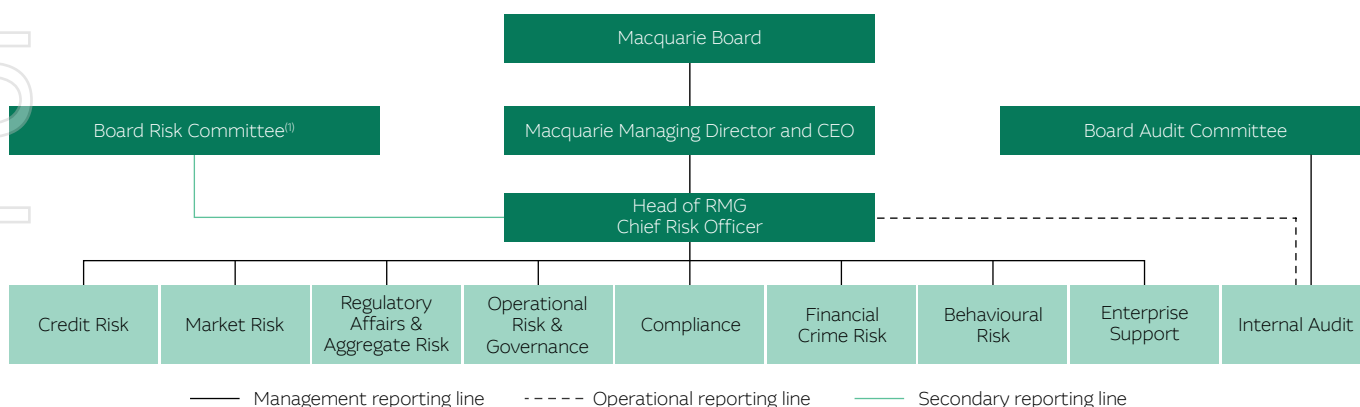 Macquarie Board
Board Risk Committee(1)
Macquarie Managing Director and CEO
Board Audit Committee
Head of RMG
Chief Risk Officer
Credit Risk
Market Risk
Regulatory
Affairs &
Aggregate Risk
Operational
Risk &
Governance
Compliance
Financial
Crime Risk
Behavioural
Risk
Enterprise
Support
Internal Audit
Management reporting line
Operational reporting line
Secondary reporting line